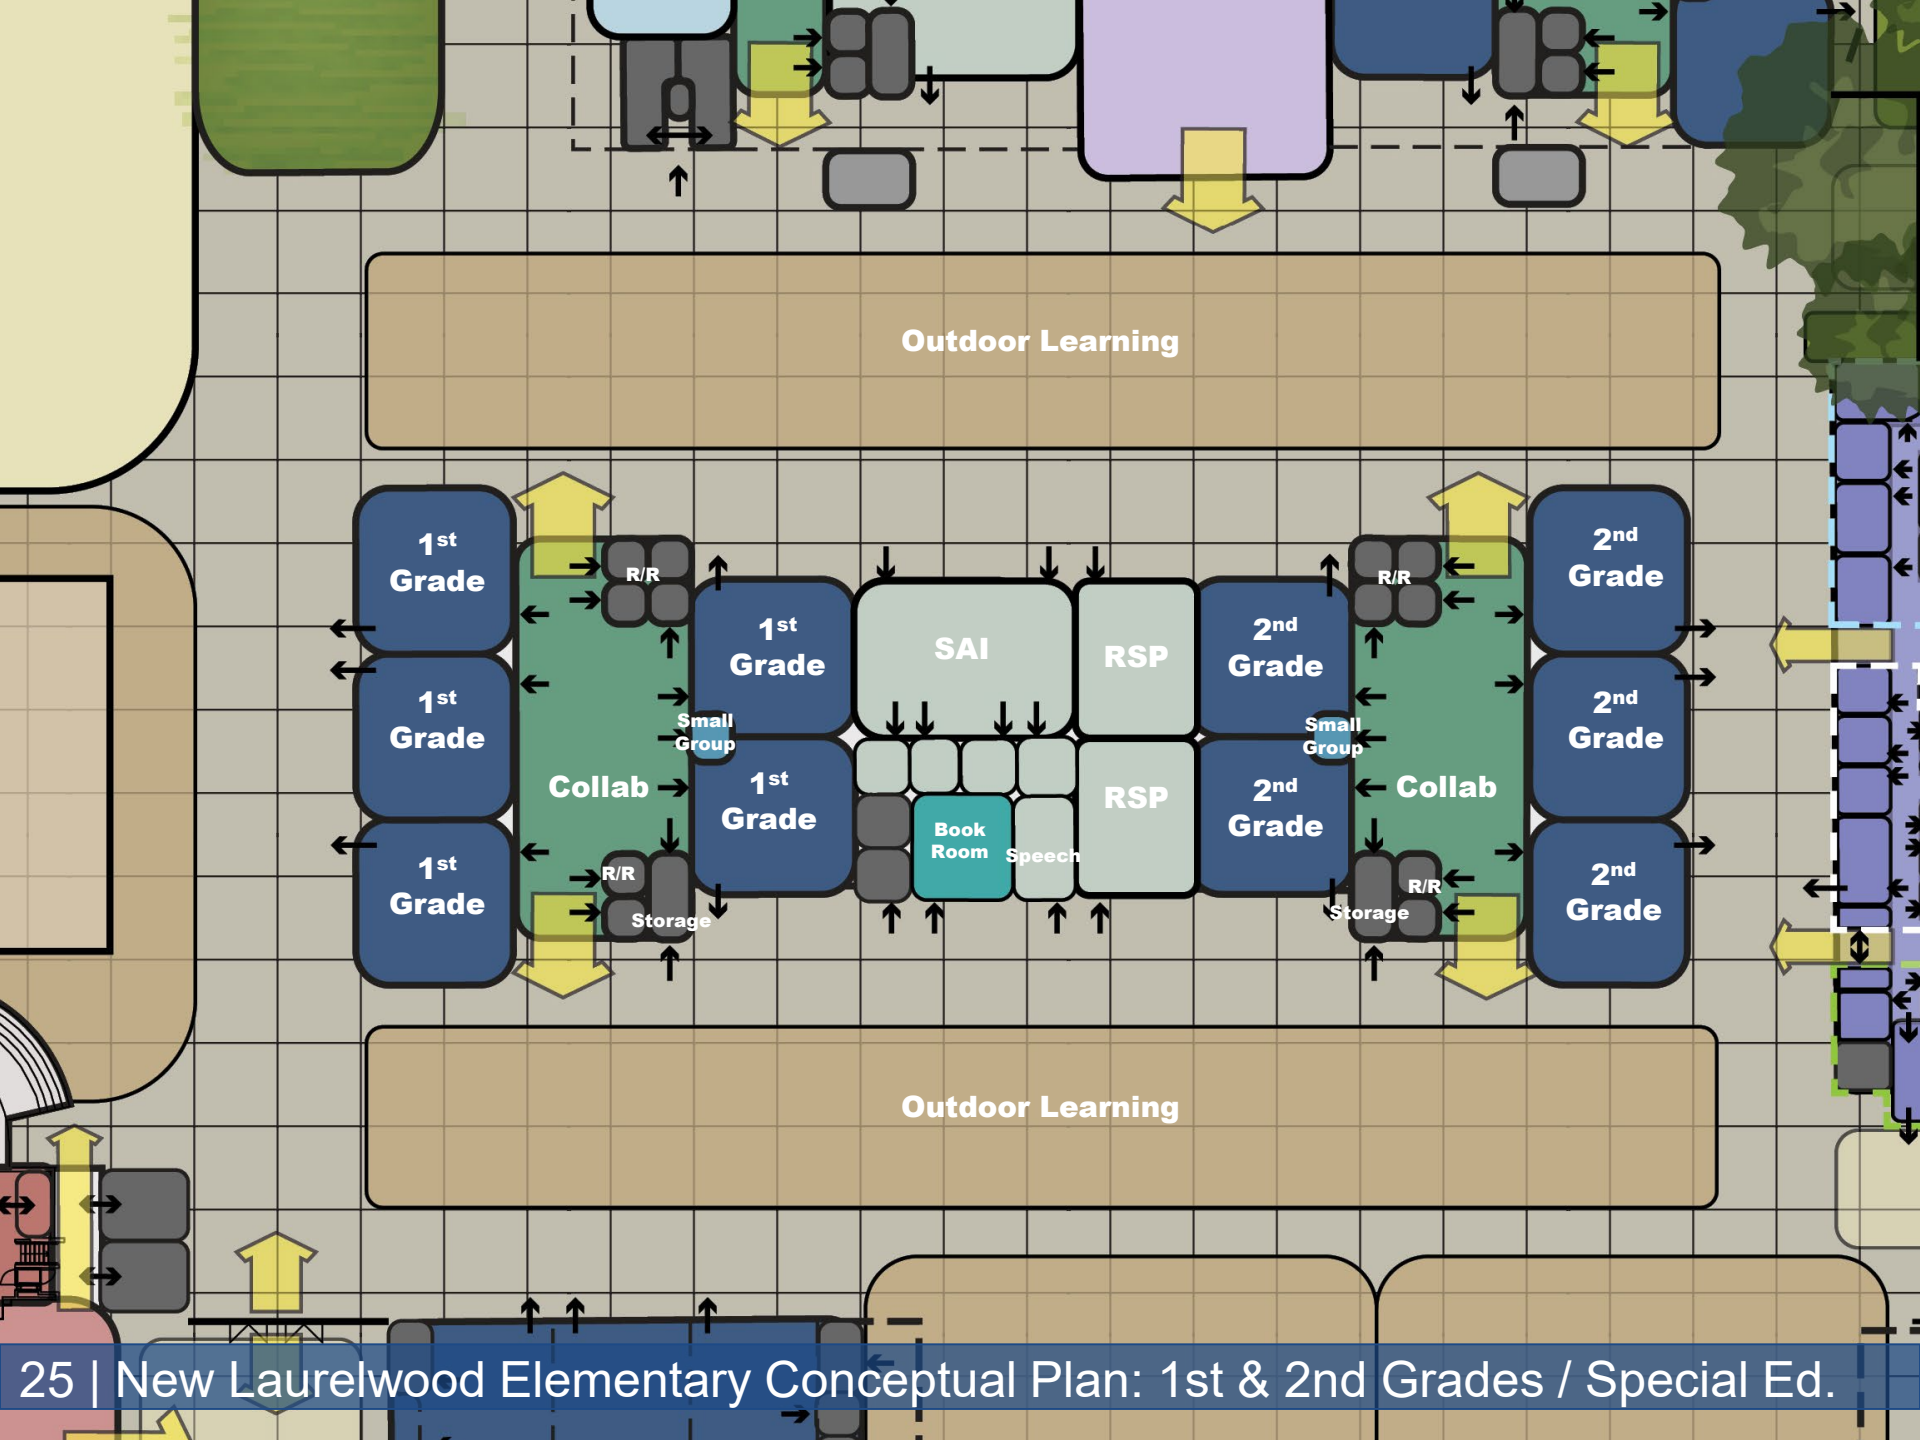 Outdoor Learning
1st
Grade
2nd
Grade
R/R
R/R
1st
Grade
SAI
RSP
2nd
Grade
1st
Grade
2nd
Grade
Small
Group
Small
Group
Collab
1st
Grade
RSP
2nd
Grade
Collab
Book
Room
Speech
1st
Grade
R/R
Storage
R/R
Storage
2nd
Grade
Outdoor Learning
25 | New Laurelwood Elementary Conceptual Plan: 1st & 2nd Grades / Special Ed.